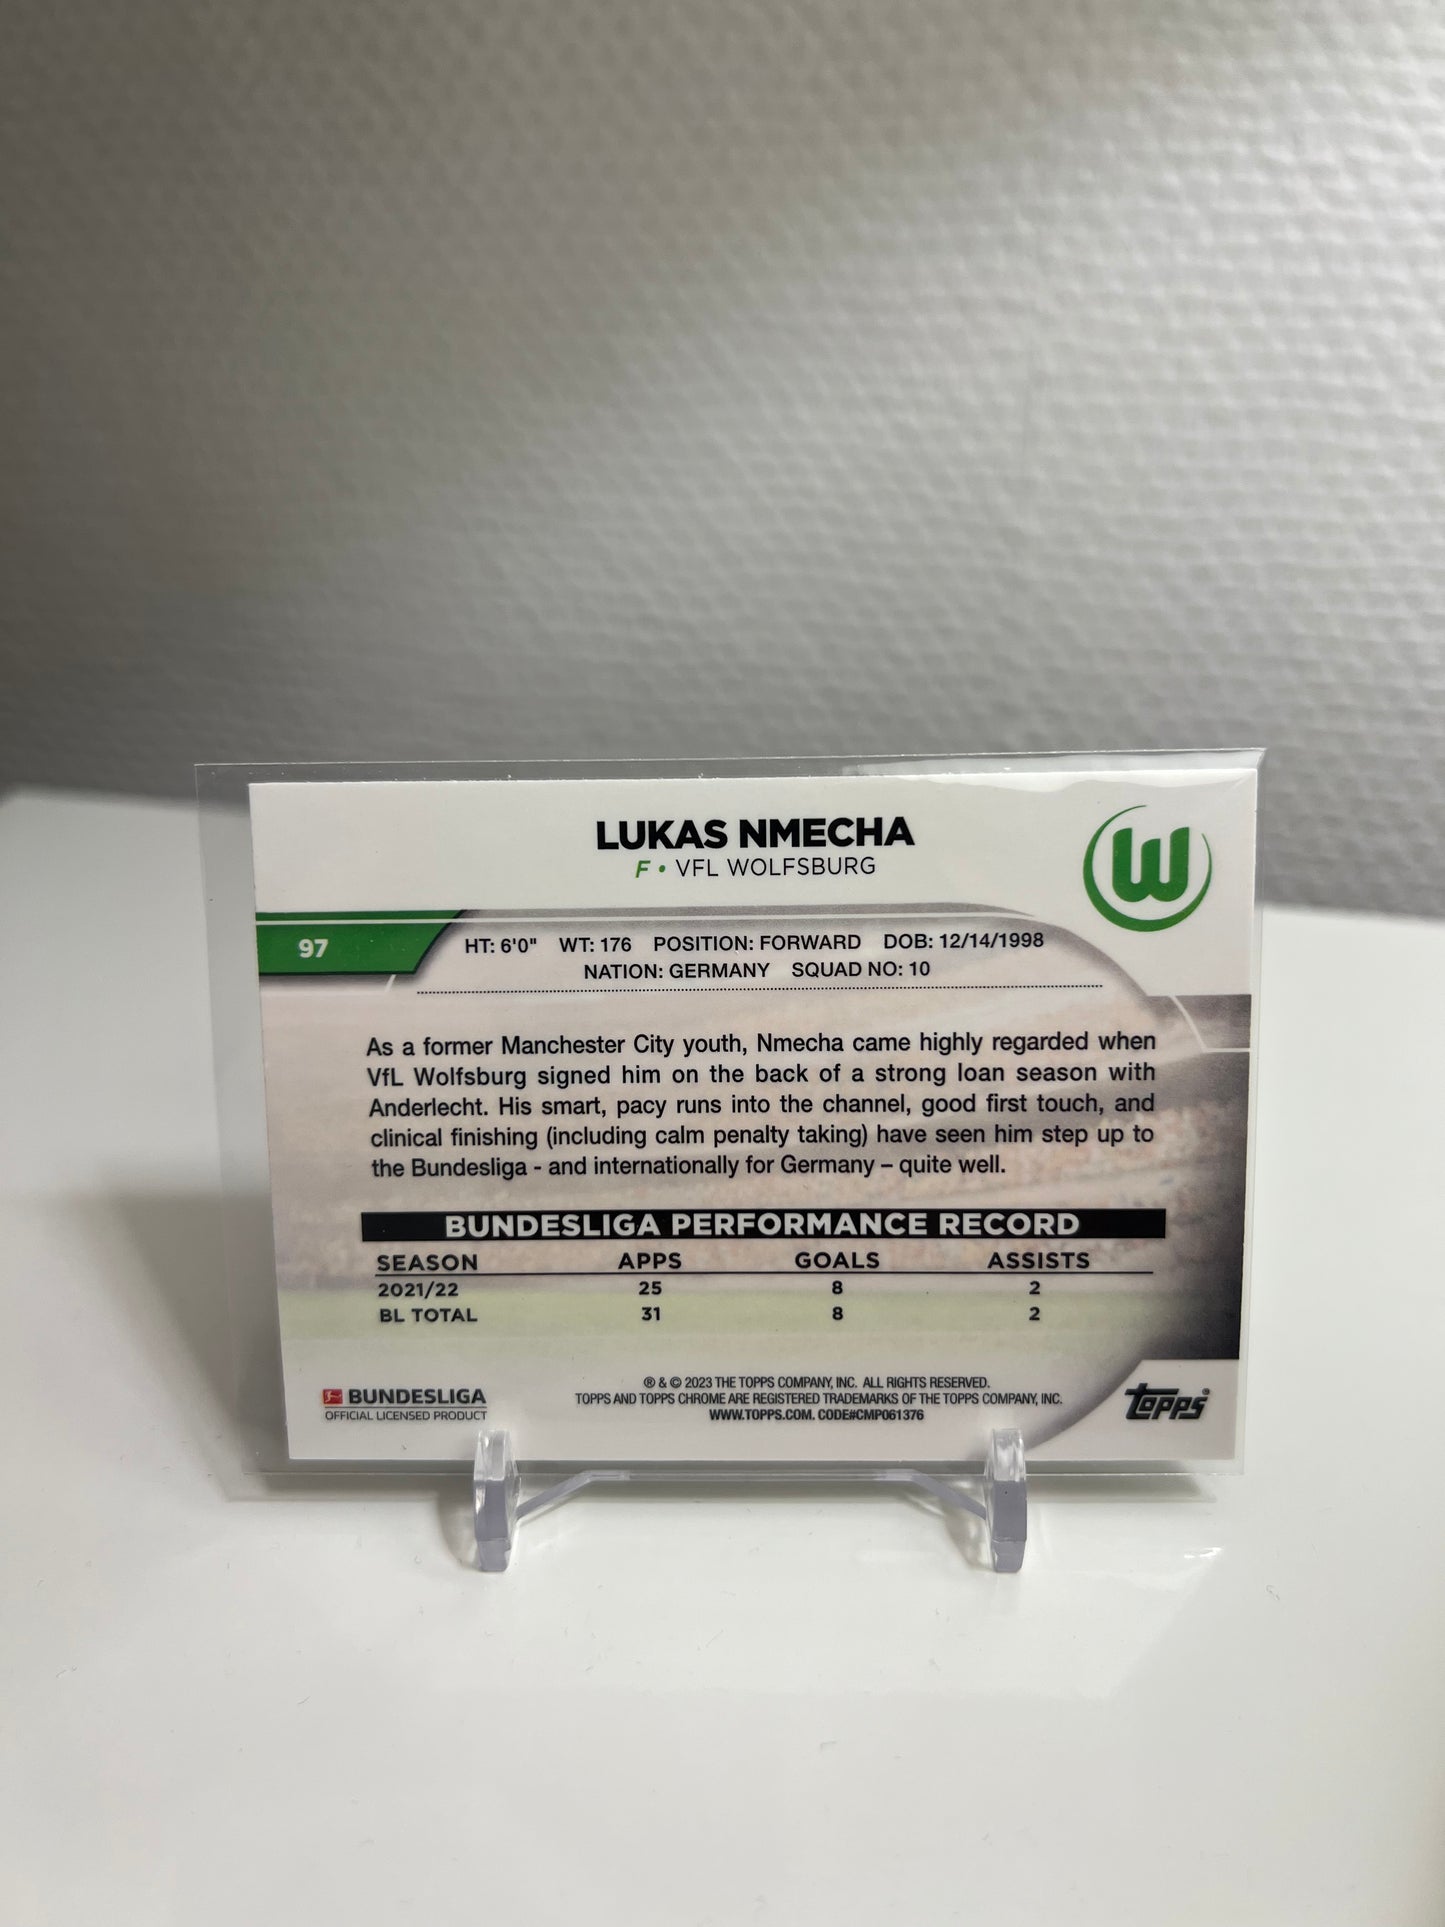 LUKAS NMECHA
F • VFL WOLFSBURG
W
97
HT: 6'0" WT: 176 POSITION: FORWARD DOB: 12/14/1998
NATION: GERMANY SQUAD NO: 10
As a former Manchester City youth, Nmecha came highly regarded when
VfL Wolfsburg signed him on the back of a strong loan season with
Anderlecht. His smart, pacy runs into the channel, good first touch, and
clinical finishing (including calm penalty taking) have seen him step up to
the Bundesliga - and internationally for Germany – quite well.
BUNDESLIGA PERFORMANCE RECORD
SEASON APPS GOALS ASSISTS
2021/22 25 8 2
BL TOTAL 31 8 2
BUNDESLIGA
OFFICIAL LICENSED PRODUCT
® & © 2023 THE TOPPS COMPANY, INC. ALL RIGHTS RESERVED.
TOPPS AND TOPPS CHROME ARE REGISTERED TRADEMARKS OF THE TOPPS COMPANY, INC.
WWW.TOPPS.COM. CODE#CMP061376
topps®